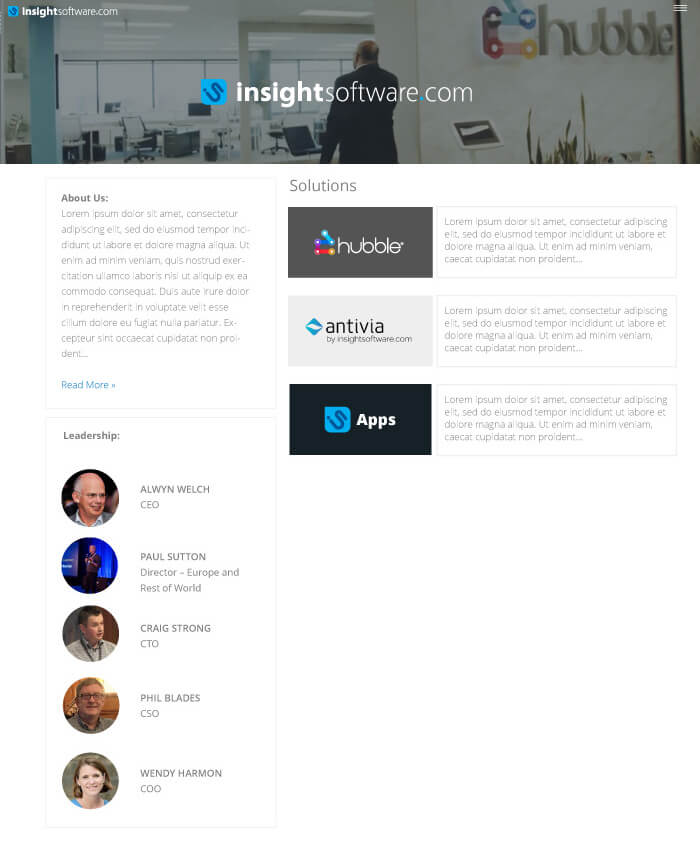 insightsoftware.com
hubble
insightsoftware.com
About Us:
Lorem ipsum dolor sit amet, consectetur
adipiscing elit, sed do eiusmod tempor inci-
didunt ut labore et dolore magna aliqua. Ut
enim ad minim veniam, quis nostrud exer-
citation ullamco laboris nisi ut aliquip ex ea
commodo consequat. Duis aute irure dolor
in reprehenderit in voluptate velit esse
cillum dolore eu fugiat nulla pariatur. Ex-
cepteur sint occaecat cupidatat non proi-
dent...
Read More »
Leadership:
ALWYN WELCH
CEO
PAUL SUTTON
Director – Europe and
Rest of World
CRAIG STRONG
CTO
PHIL BLADES
CSO
WENDY HARMON
COO
Solutions
hubble®
Lorem ipsum dolor sit amet, consectetur adipiscing
elit, sed do eiusmod tempor incididunt ut labore et
dolore magna aliqua. Ut enim ad minim veniam,
caecat cupidatat non proident...
antivia
by insightsoftware.com
Lorem ipsum dolor sit amet, consectetur adipiscing
elit, sed do eiusmod tempor incididunt ut labore et
dolore magna aliqua. Ut enim ad minim veniam,
caecat cupidatat non proident...
Apps
Lorem ipsum dolor sit amet, consectetur adipiscing
elit, sed do eiusmod tempor incididunt ut labore et
dolore magna aliqua. Ut enim ad minim veniam,
caecat cupidatat non proident...